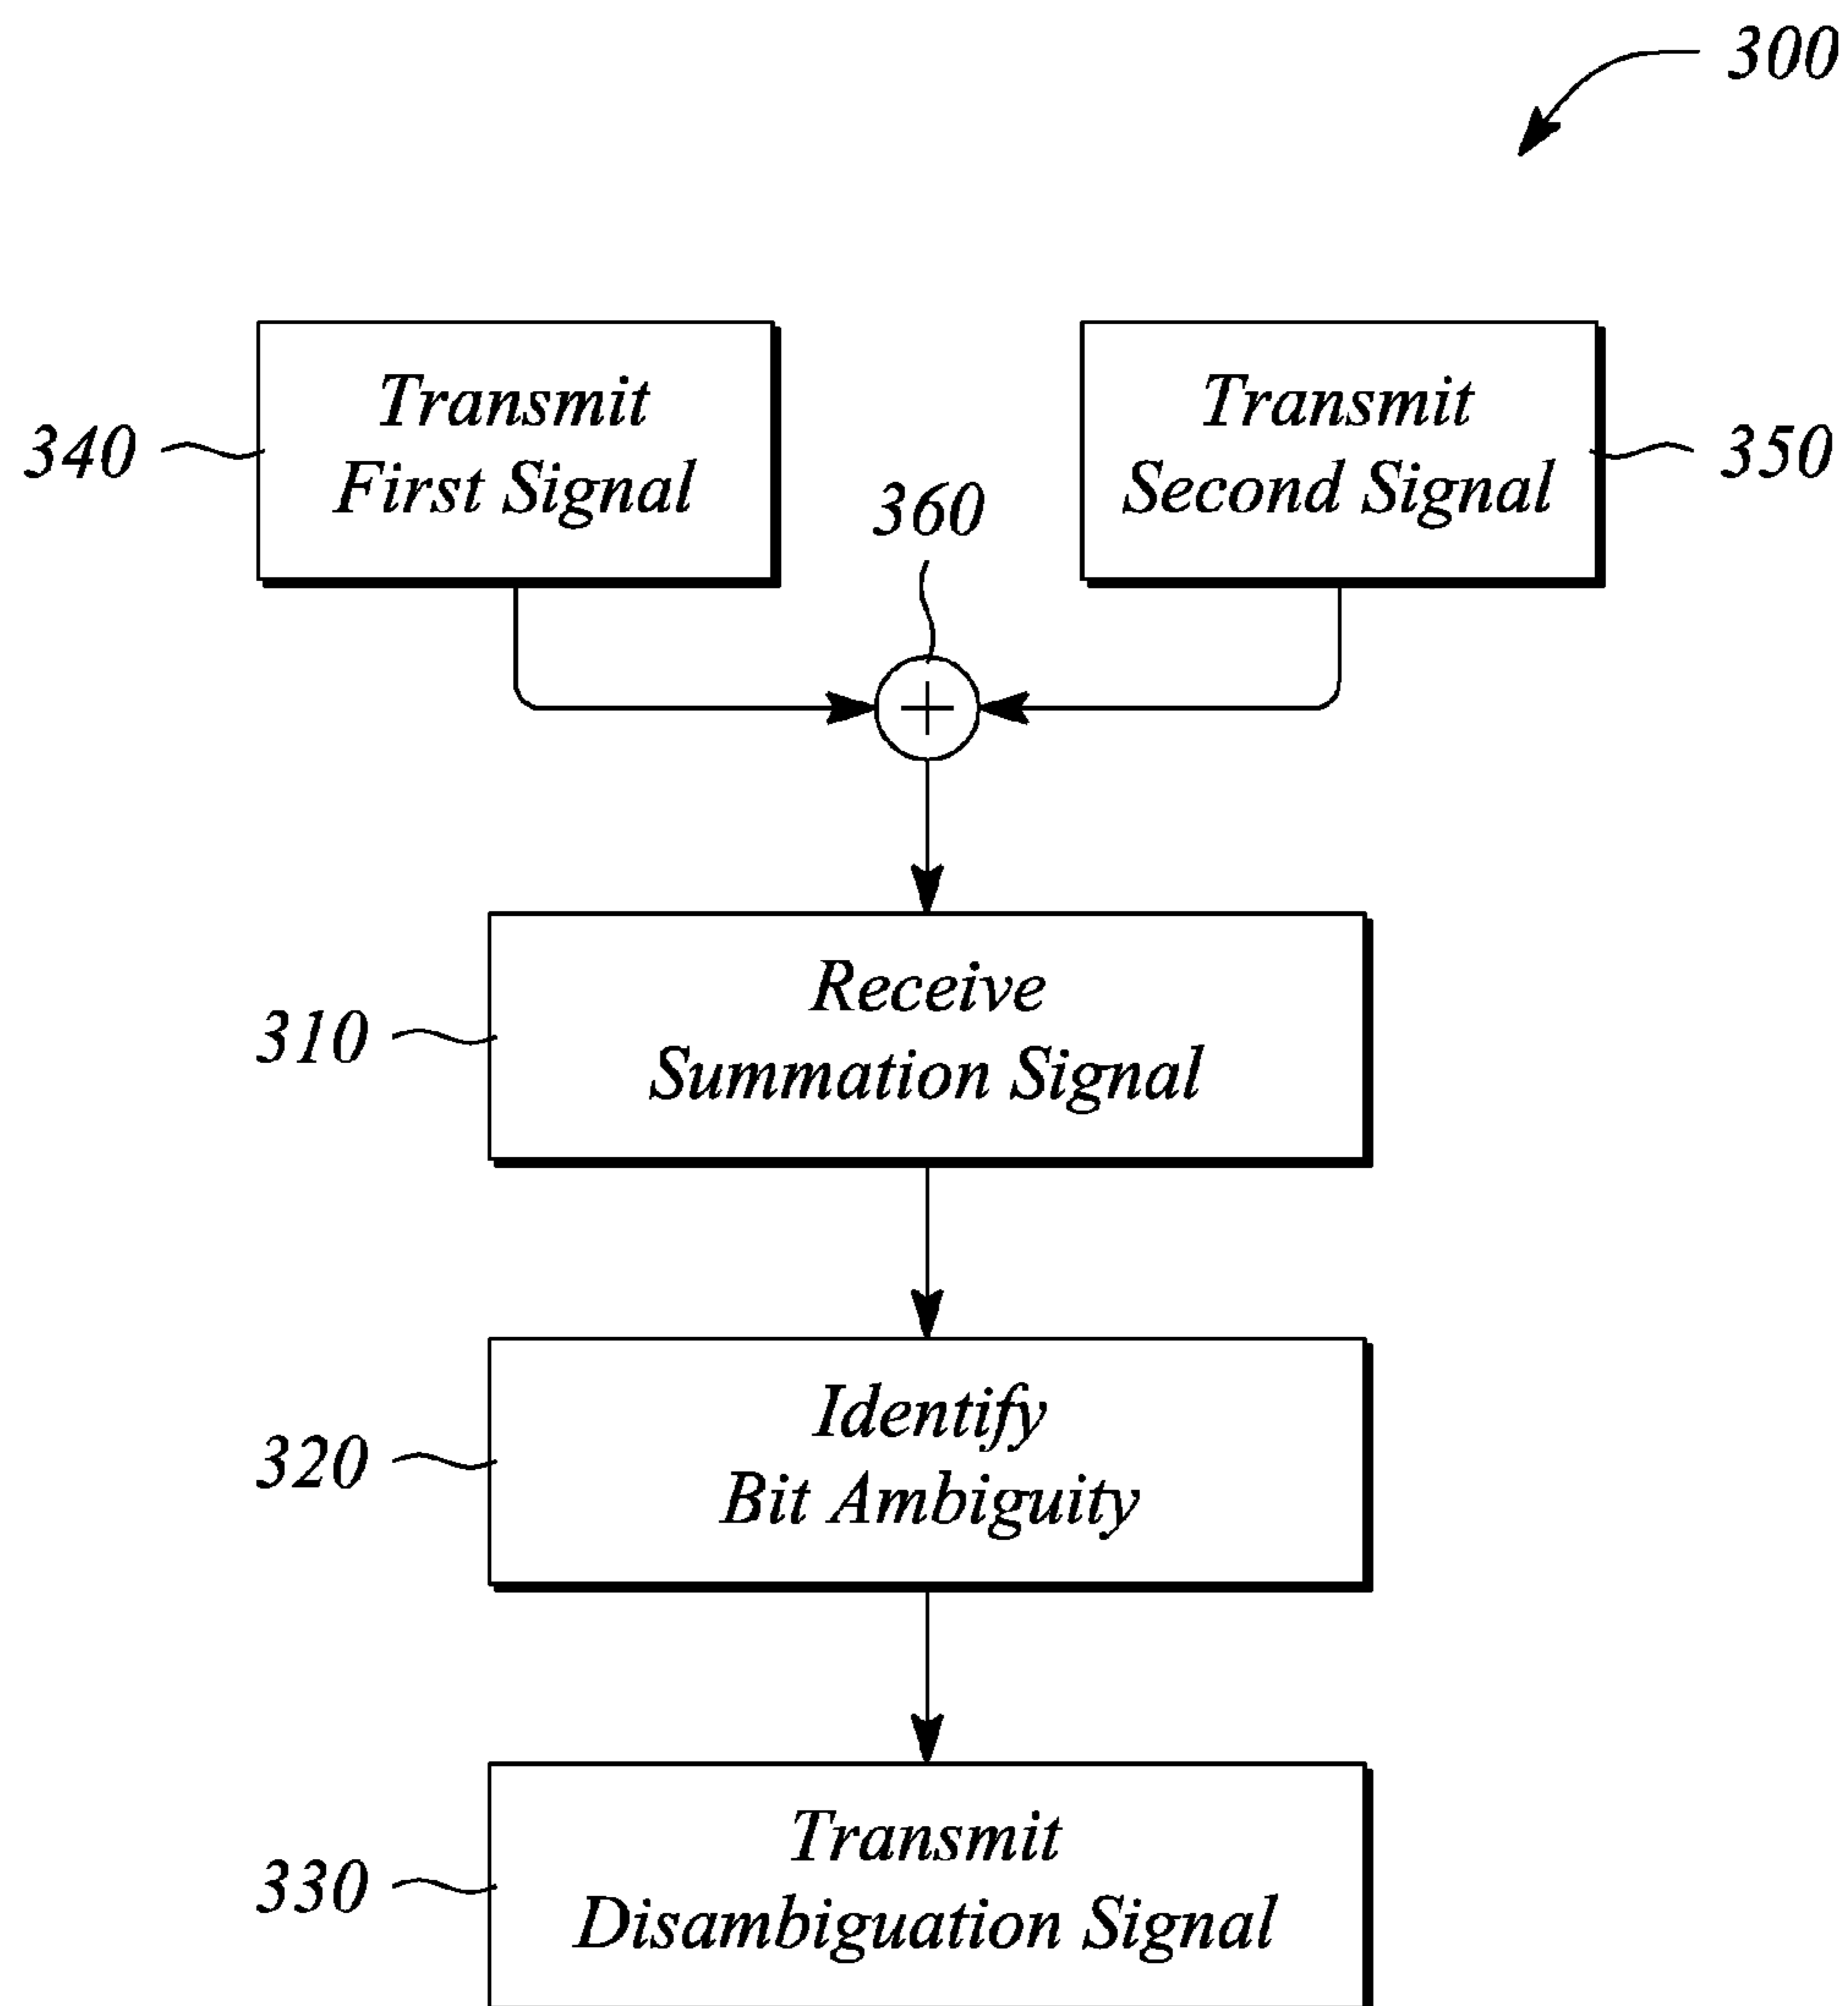 300
Transmit
First Signal
340
Transmit
Second Signal
350
360
Receive
Summation Signal
310
Identify
Bit Ambiguity
320
Transmit
Disambiguation Signal
330